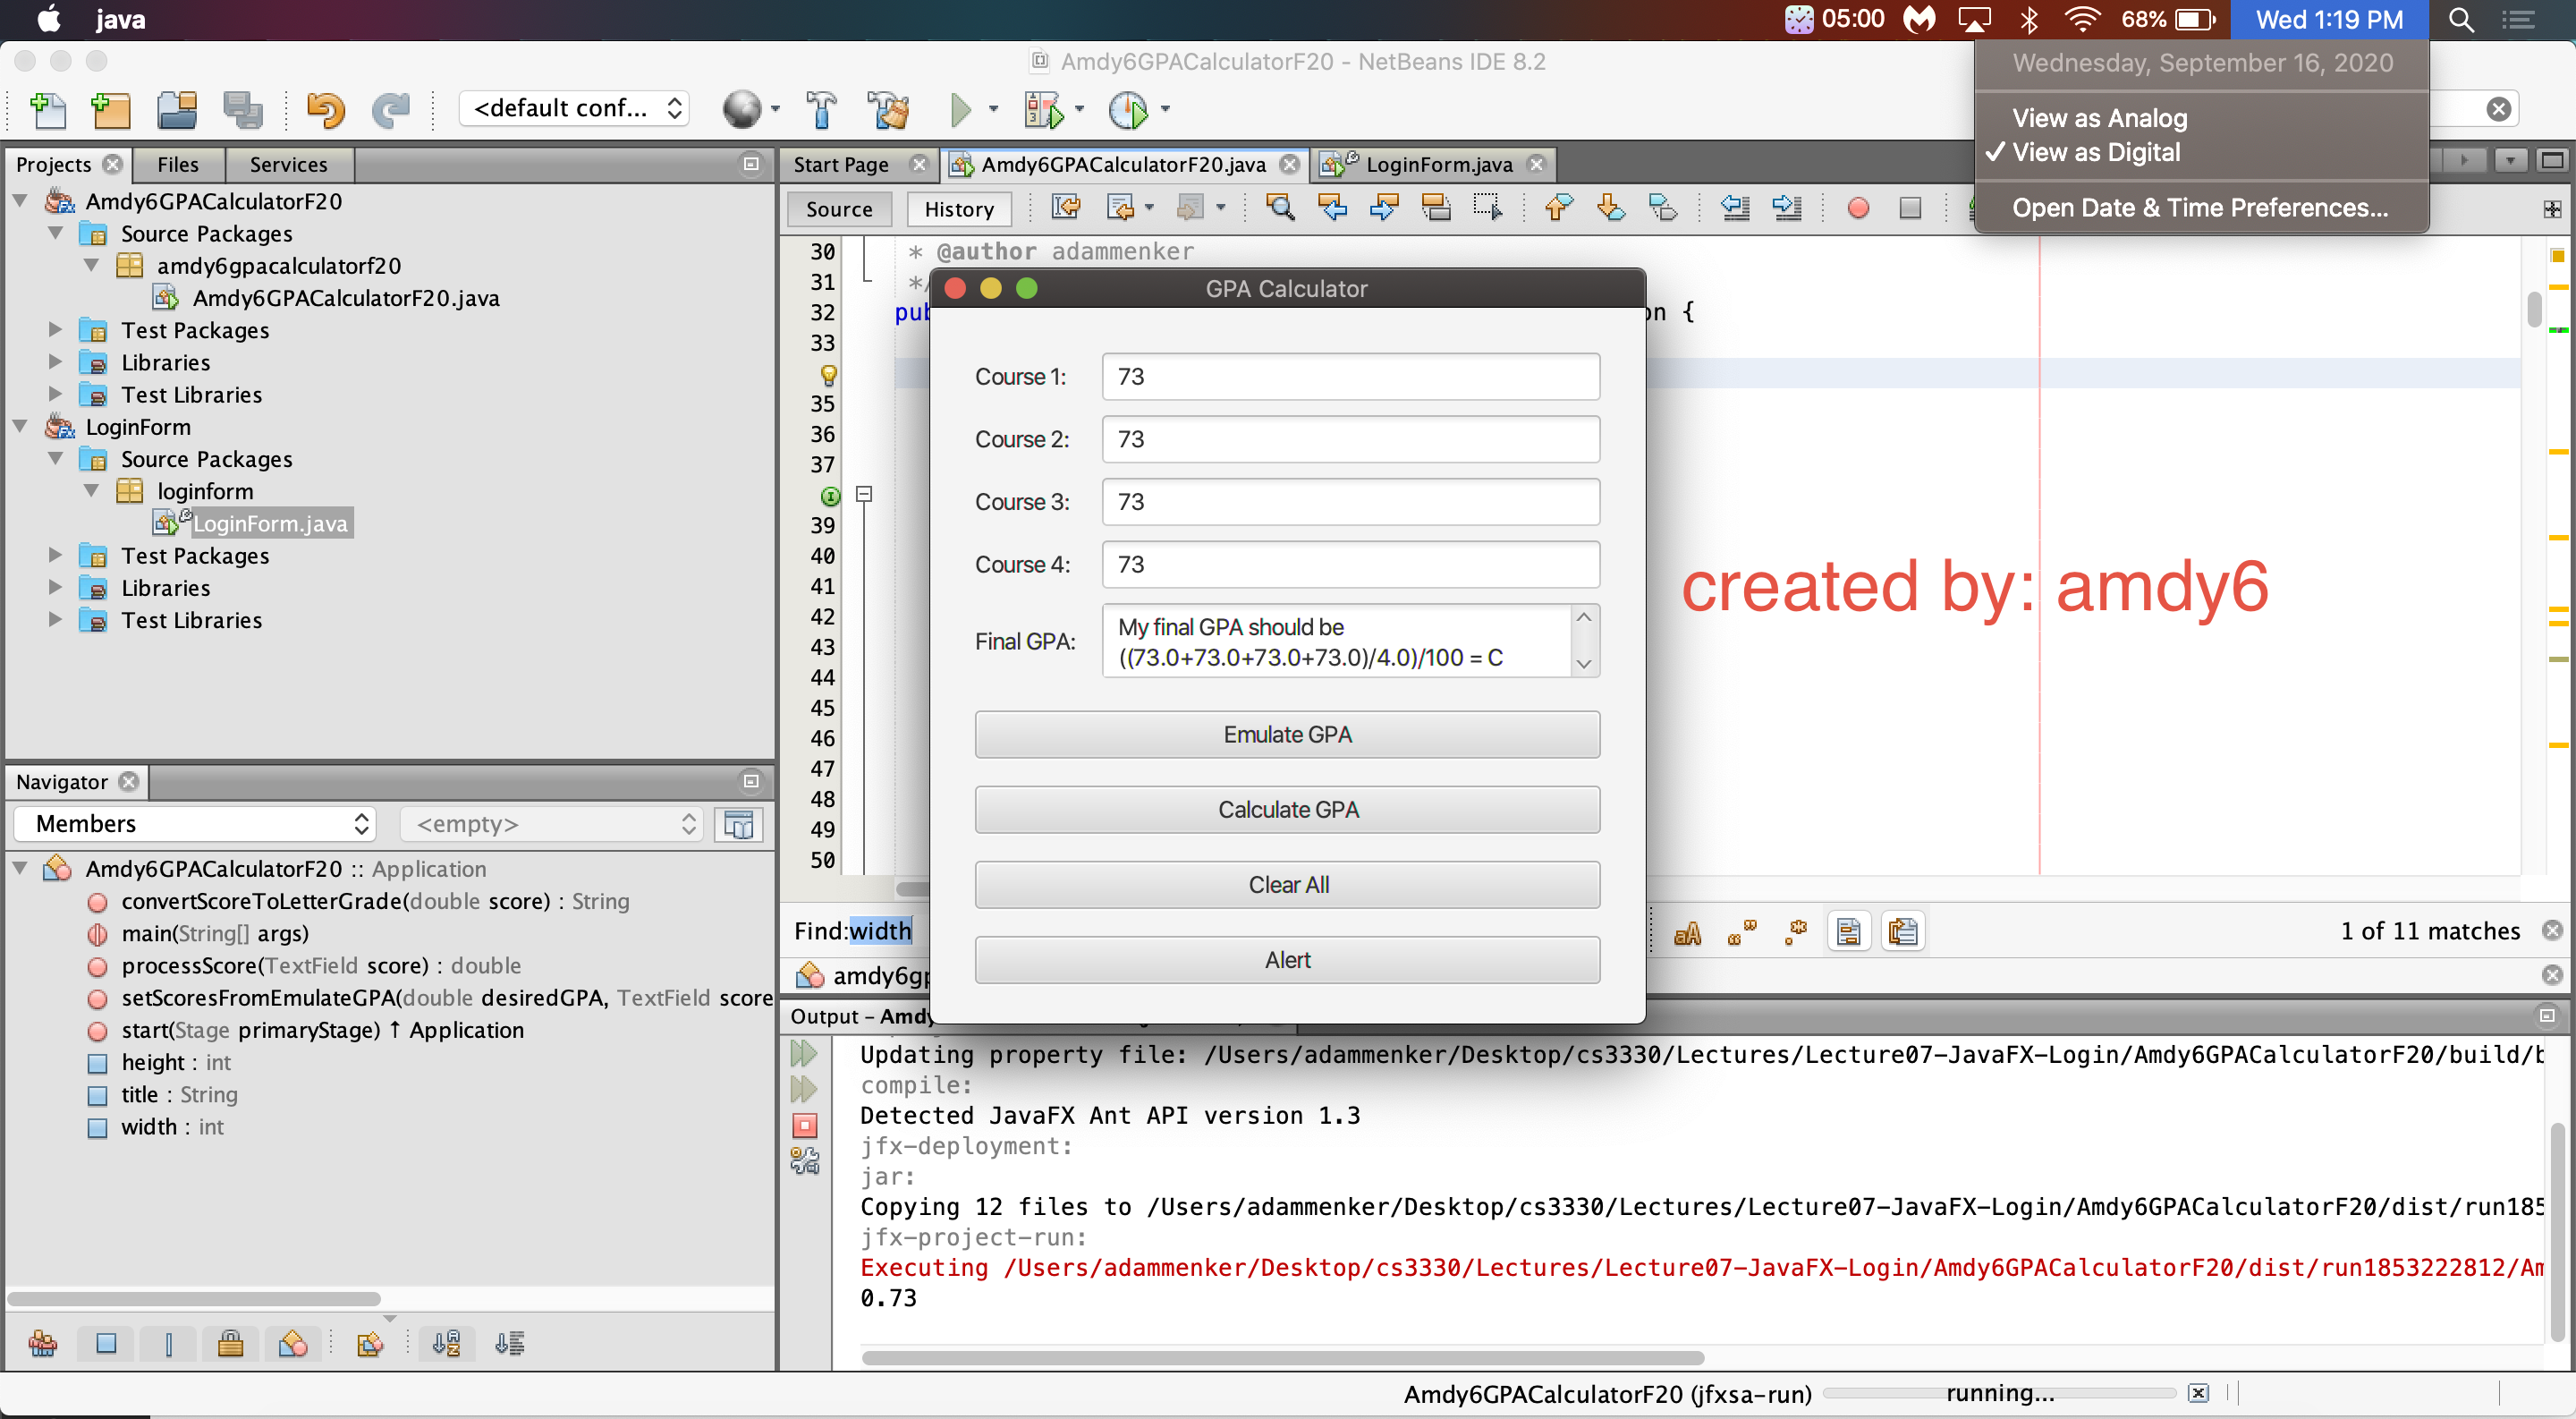 java
05:00
68%
Wed 1:19 PM
Wednesday, September 16, 2020
View as Analog
✓ View as Digital
Open Date & Time Preferences...
Amdy6GPACalculatorF20 - NetBeans IDE 8.2
<default conf...
Projects
Files
Services
Amdy6GPACalculatorF20
Source Packages
amdy6gpacalculatorf20
Amdy6GPACalculatorF20.java
Test Packages
Libraries
Test Libraries
LoginForm
Source Packages
loginform
LoginForm.java
Test Packages
Libraries
Test Libraries
Navigator
Members
<empty>
Amdy6GPACalculatorF20 :: Application
convertScoreToLetterGrade(double score) : String
main(String[] args)
processScore(TextField score) : double
setScoresFromEmulateGPA(double desiredGPA, TextField score
start(Stage primaryStage) ↑ Application
height : int
title : String
width : int
Start Page
Amdy6GPACalculatorF20.java
LoginForm.java
Source
History
30 * @author adammenker
31 */
32 pub on {
33
35
36
37
39
40
41
42
43
44
45
46
47
48
49
50
GPA Calculator
Course 1: 73
Course 2: 73
Course 3: 73
Course 4: 73
Final GPA: My final GPA should be
((73.0+73.0+73.0+73.0)/4.0)/100 = C
Emulate GPA
Calculate GPA
Clear All
Alert
created by: amdy6
Find: width
1 of 11 matches
amdy6gp
Output - Amdy
Updating property file: /Users/adammenker/Desktop/cs3330/Lectures/Lecture07-JavaFX-Login/Amdy6GPACalculatorF20/build/b
compile:
Detected JavaFX Ant API version 1.3
jfx-deployment:
jar:
Copying 12 files to /Users/adammenker/Desktop/cs3330/Lectures/Lecture07-JavaFX-Login/Amdy6GPACalculatorF20/dist/run185
jfx-project-run:
Executing /Users/adammenker/Desktop/cs3330/Lectures/Lecture07-JavaFX-Login/Amdy6GPACalculatorF20/dist/run1853222812/Am
0.73
Amdy6GPACalculatorF20 (jfxsa-run)
running...